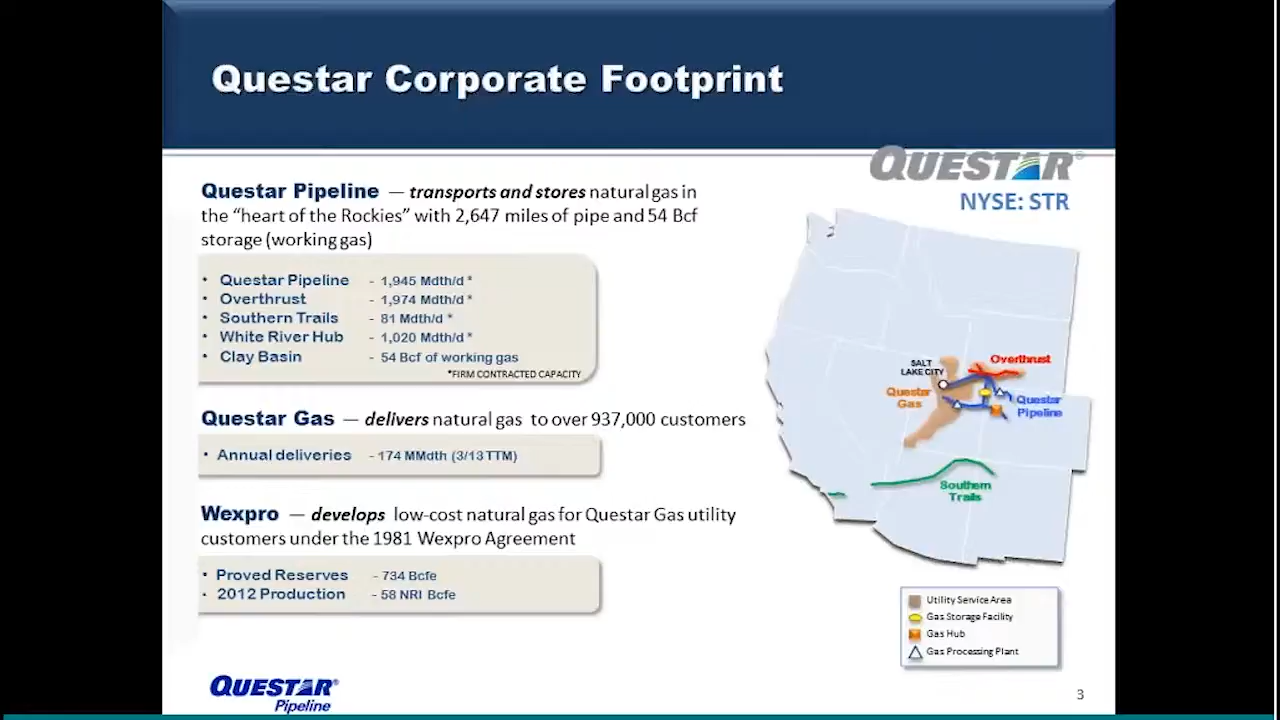 Questar Corporate Footprint
QUESTAR®
NYSE: STR
Questar Pipeline — transports and stores natural gas in
the “heart of the Rockies” with 2,647 miles of pipe and 54 Bcf
storage (working gas)
• Questar Pipeline - 1,945 Mdth/d *
• Overthrust - 1,974 Mdth/d *
• Southern Trails - 81 Mdth/d *
• White River Hub - 1,020 Mdth/d *
• Clay Basin - 54 Bcf of working gas
*FIRM CONTRACTED CAPACITY
Questar Gas — delivers natural gas to over 937,000 customers
• Annual deliveries - 174 MMdth (3/13 TTM)
Wexpro — develops low-cost natural gas for Questar Gas utility
customers under the 1981 Wexpro Agreement
• Proved Reserves - 734 Bcfe
• 2012 Production - 58 NRI Bcfe
SALT
LAKE CITY
Overthrust
Questar
Gas
Questar
Pipeline
Southern
Trails
Utility Service Area
Gas Storage Facility
Gas Hub
Gas Processing Plant
QUESTAR®
Pipeline
3